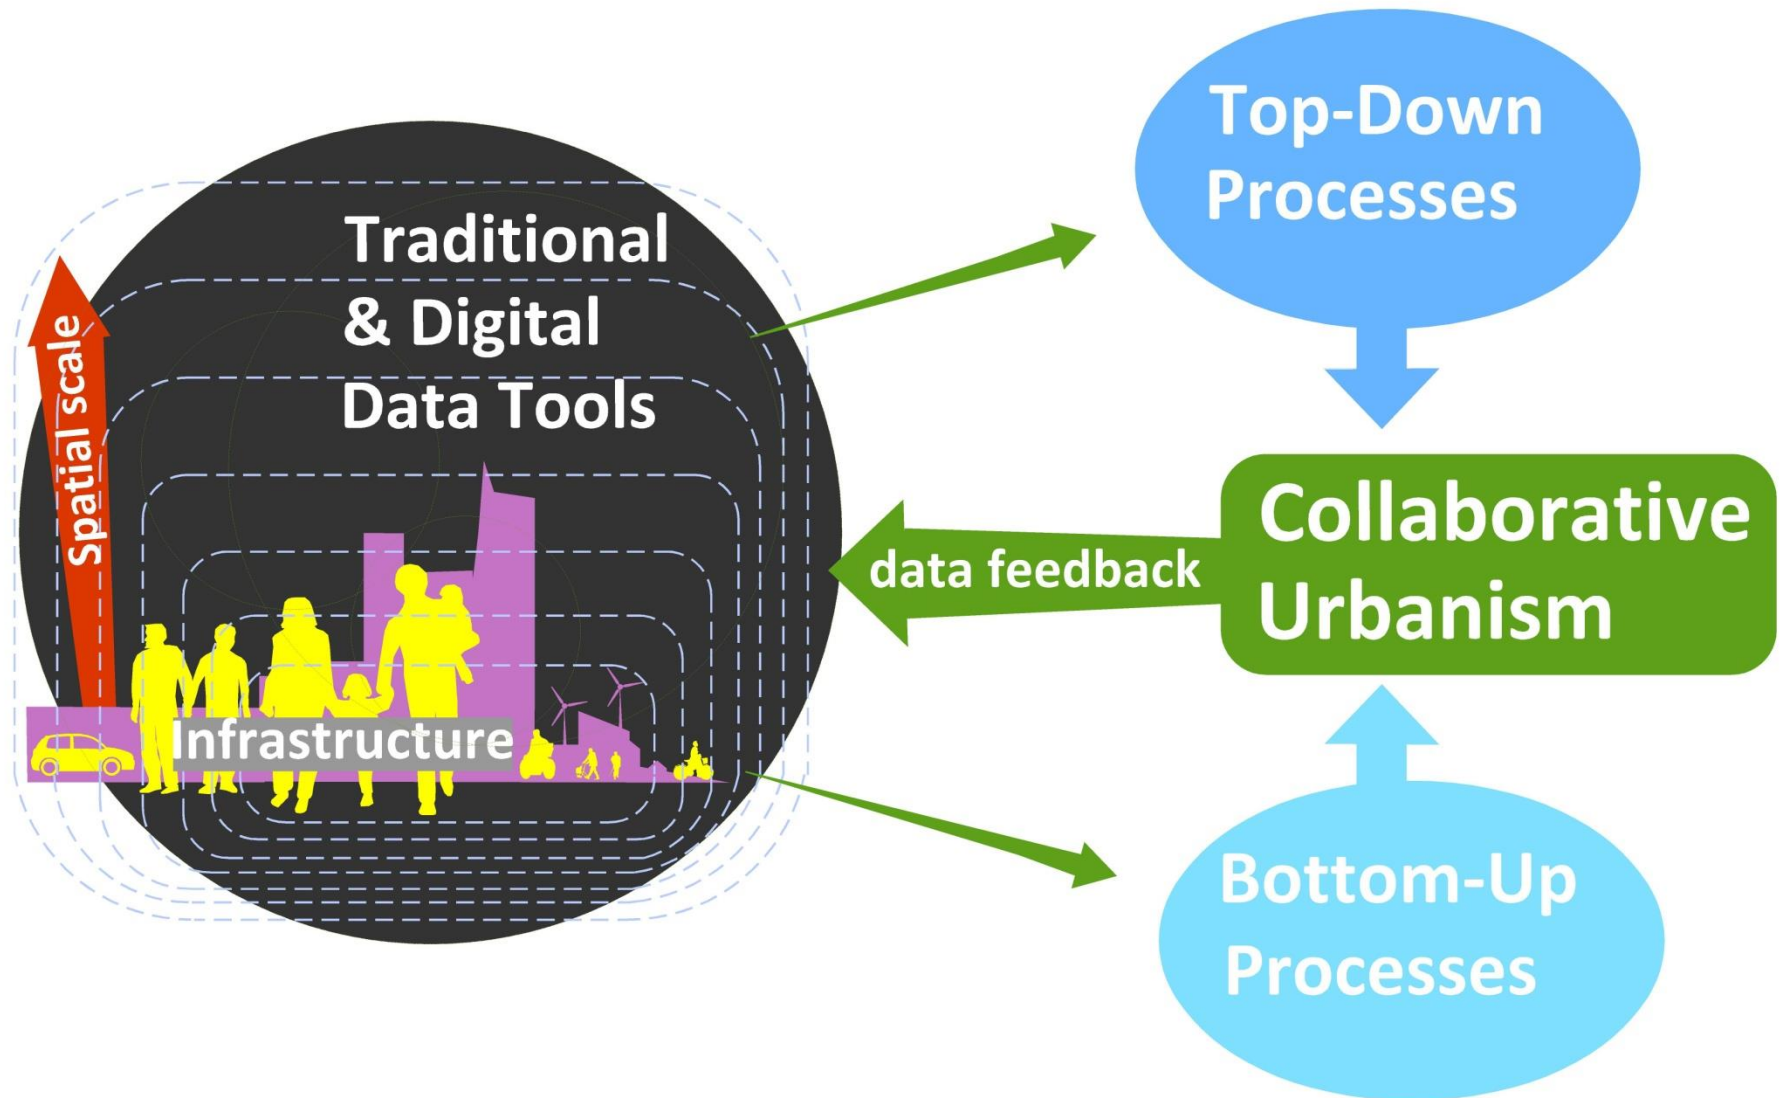 Traditional
& Digital
Data Tools
Spatial scale
Infrastructure
Top-Down
Processes
data feedback
Collaborative
Urbanism
Bottom-Up
Processes